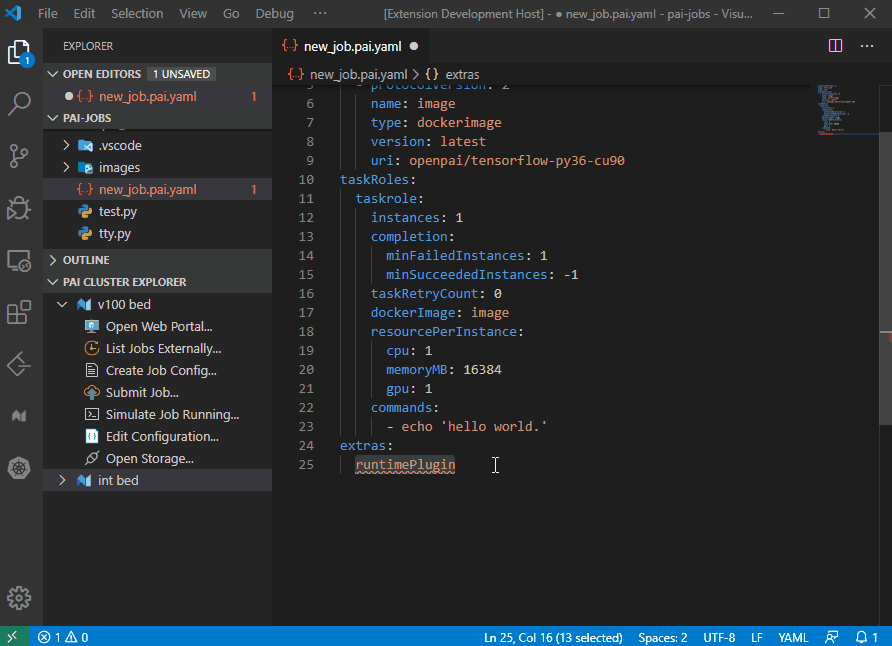 File Edit Selection View Go Debug ··· [Extension Development Host] - ● new_job.pai.yaml - pai-jobs - Visu...
EXPLORER
OPEN EDITORS 1 UNSAVED
new_job.pai.yaml 1
PAI-JOBS
.vscode
images
new_job.pai.yaml 1
test.py
tty.py
OUTLINE
PAI CLUSTER EXPLORER
v100 bed
Open Web Portal...
List Jobs Externally...
Create Job Config...
Submit Job...
Simulate Job Running...
Edit Configuration...
Open Storage...
int bed
1
{··} new_job.pai.yaml ●
{··} new_job.pai.yaml > {} extras
5 - protocolVersion: 2
6 name: image
7 type: dockerimage
8 version: latest
9 uri: openpai/tensorflow-py36-cu90
10 taskRoles:
11 taskrole:
12 instances: 1
13 completion:
14 minFailedInstances: 1
15 minSucceededInstances: -1
16 taskRetryCount: 0
17 dockerImage: image
18 resourcePerInstance:
19 cpu: 1
20 memoryMB: 16384
21 gpu: 1
22 commands:
23 - echo 'hello world.'
24 extras:
25 runtimePlugin
1 0 Ln 25, Col 16 (13 selected) Spaces: 2 UTF-8 LF YAML 1